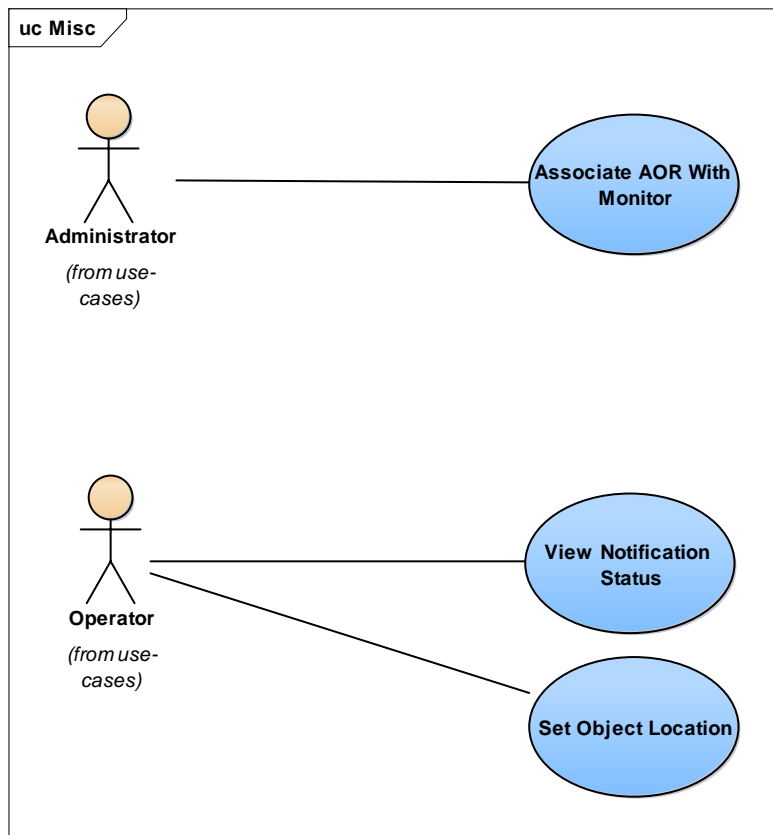 uc Misc
Associate AOR With
Monitor
Administrator
(from use-
cases)
View Notification
Status
Operator
(from use-
cases)
Set Object Location